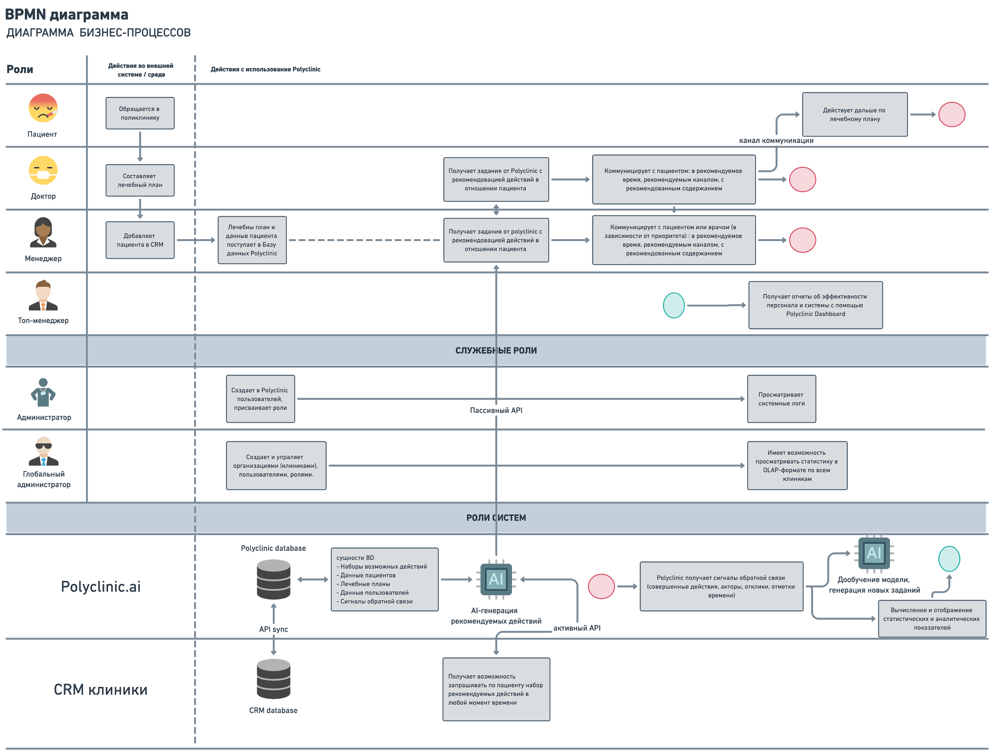 BPMN диаграмма
ДИАГРАММА БИЗНЕС-ПРОЦЕССОВ
Роли
Действия во внешней
системе / среде
Действия с использование Polyclinic
Пациент
Обращается в
поликлинику
Действует дальше по
лечебному плану
канал коммуникации
Доктор
Составляет
лечебный план
Получает задания от Polyclinic с
рекомендовацией действий в
отношении пациента
Коммуницирует с пациентом: в рекомендуемое
время, рекомендуемым каналом, с
рекомендованным содержанием
Менеджер
Добавляет
пациента в CRM
Лечебны план и
данные пациента
поступает в Базу
данных Polyclinic
Получает задания от polyclinic с
рекомендовацией действий в
отношении пациента
Коммуницирует с пациентом или врачом (в
зависимости от приоритета) : в рекомендуемое
время, рекомендуемым каналом, с
рекомендованным содержанием
Топ-менеджер
Получает отчеты об эффективности
персонала и системы с помощью
Polyclinic Dashboard
СЛУЖЕБНЫЕ РОЛИ
Администратор
Создает в Polyclinic
пользователей,
присваивает роли
Просматривает
системные логи
Пассивный API
Глобальный
администратор
Создает и упраляет
организациями (клиниками),
пользователями, ролями.
Имеет возможность
просматривать статистику в
OLAP-формате по всем
клиникам
РОЛИ СИСТЕМ
Polyclinic.ai
Polyclinic database
сущности BD
- Наборы возможных действий
- Данные пациентов
- Лечебные планы
- Данные пользователей
- Сигналы обратной связи
AI
AI-генерация
рекомендуемых действий
активный API
Polyclinic получает сигналы обратной связи
(совершенные действия, акторы, отклики, отметки
времени)
AI
Дообучение модели,
генерация новых заданий
Вычисление и отображение
статистических и аналитических
показателей
API sync
CRM клиники
CRM database
Получает возможность
запрашивать по пациенту набор
рекомендуемых действий в
любой момент времени